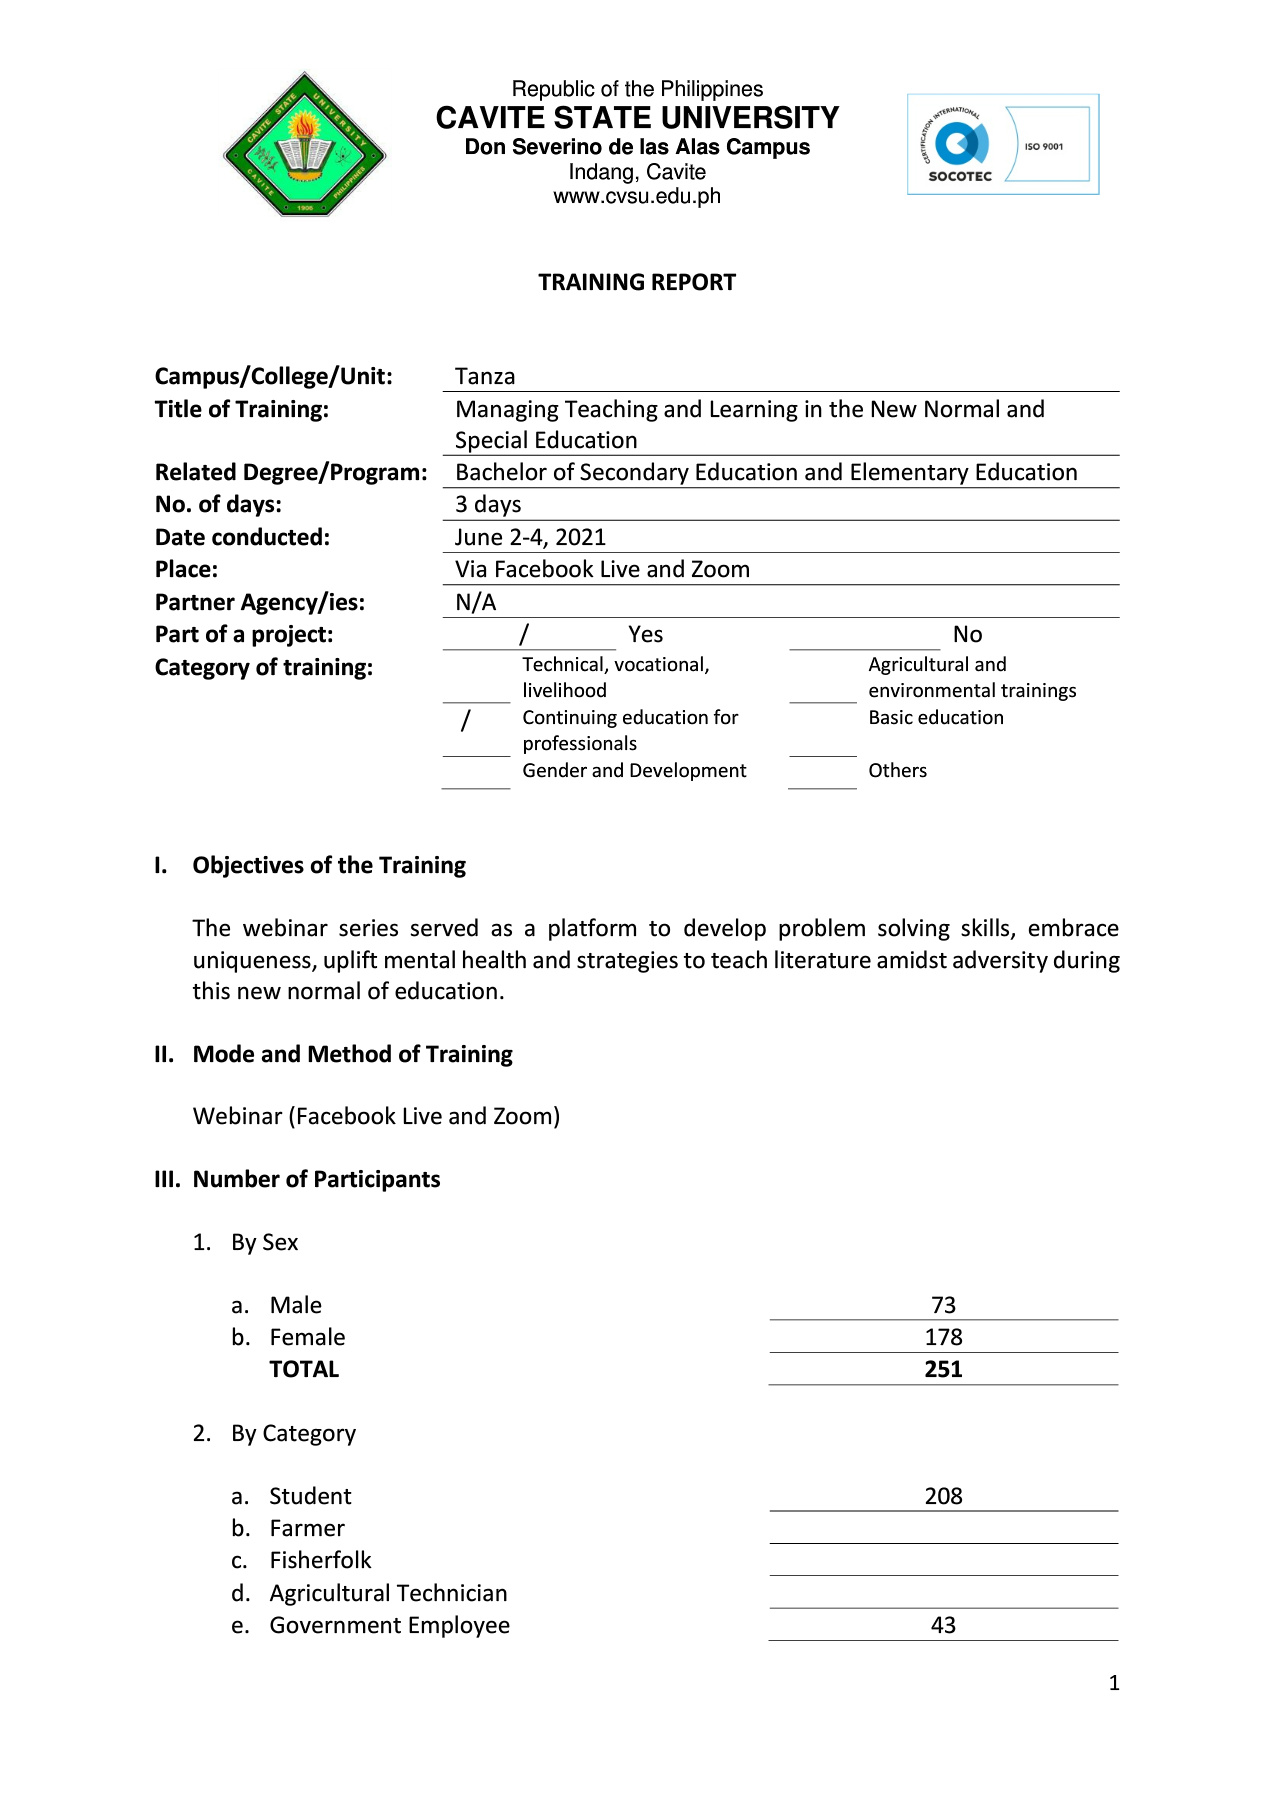 CAVITE STATE UNIVERSITY
CAVITE PHILIPPINES
1906
Republic of the Philippines
CAVITE STATE UNIVERSITY
Don Severino de las Alas Campus
Indang, Cavite
www.cvsu.edu.ph
CERTIFICATION INTERNATIONAL
SOCOTEC
ISO 9001
TRAINING REPORT
Campus/College/Unit: Tanza
Title of Training: Managing Teaching and Learning in the New Normal and
Special Education
Related Degree/Program: Bachelor of Secondary Education and Elementary Education
No. of days: 3 days
Date conducted: June 2-4, 2021
Place: Via Facebook Live and Zoom
Partner Agency/ies: N/A
Part of a project: / Yes No
Category of training: Technical, vocational, Agricultural and
livelihood environmental trainings
/ Continuing education for Basic education
professionals
Gender and Development Others
I. Objectives of the Training
The webinar series served as a platform to develop problem solving skills, embrace
uniqueness, uplift mental health and strategies to teach literature amidst adversity during
this new normal of education.
II. Mode and Method of Training
Webinar (Facebook Live and Zoom)
III. Number of Participants
1. By Sex
a. Male 73
b. Female 178
TOTAL 251
2. By Category
a. Student 208
b. Farmer
c. Fisherfolk
d. Agricultural Technician
e. Government Employee 43
1